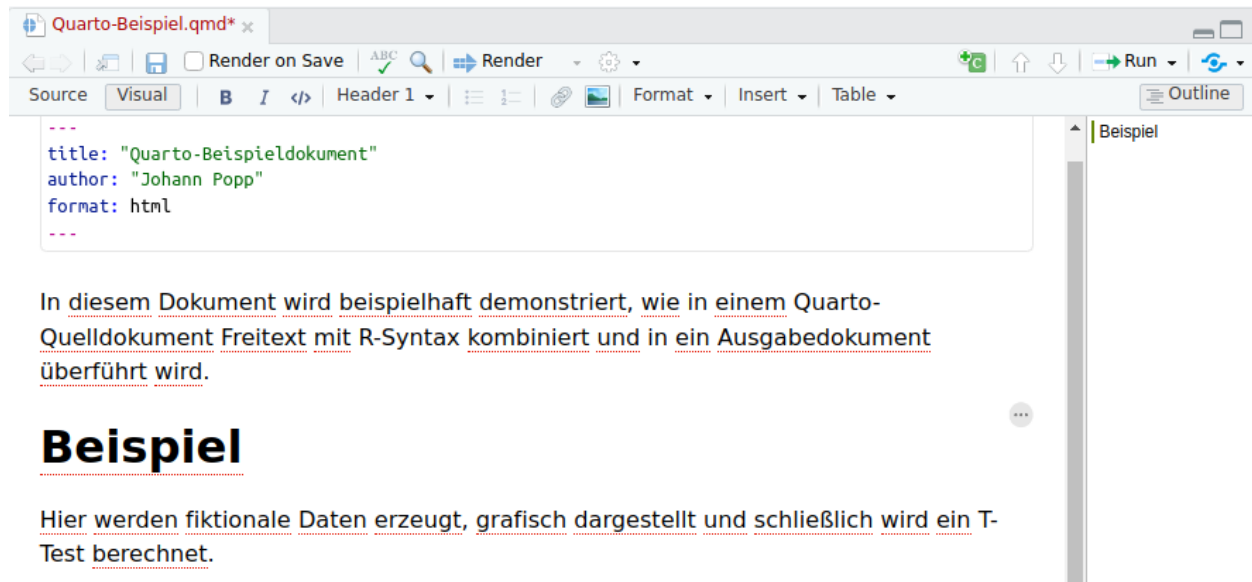 Quarto-Beispiel.qmd*
Render on Save ABC Render Run
Source Visual B I </> Header 1 Format Insert Table Outline
---
title: "Quarto-Beispieldokument"
author: "Johann Popp"
format: html
---
Beispiel
In diesem Dokument wird beispielhaft demonstriert, wie in einem Quarto-
Quelldokument Freitext mit R-Syntax kombiniert und in ein Ausgabedokument
überführt wird.
Beispiel
Hier werden fiktionale Daten erzeugt, grafisch dargestellt und schließlich wird ein T-
Test berechnet.